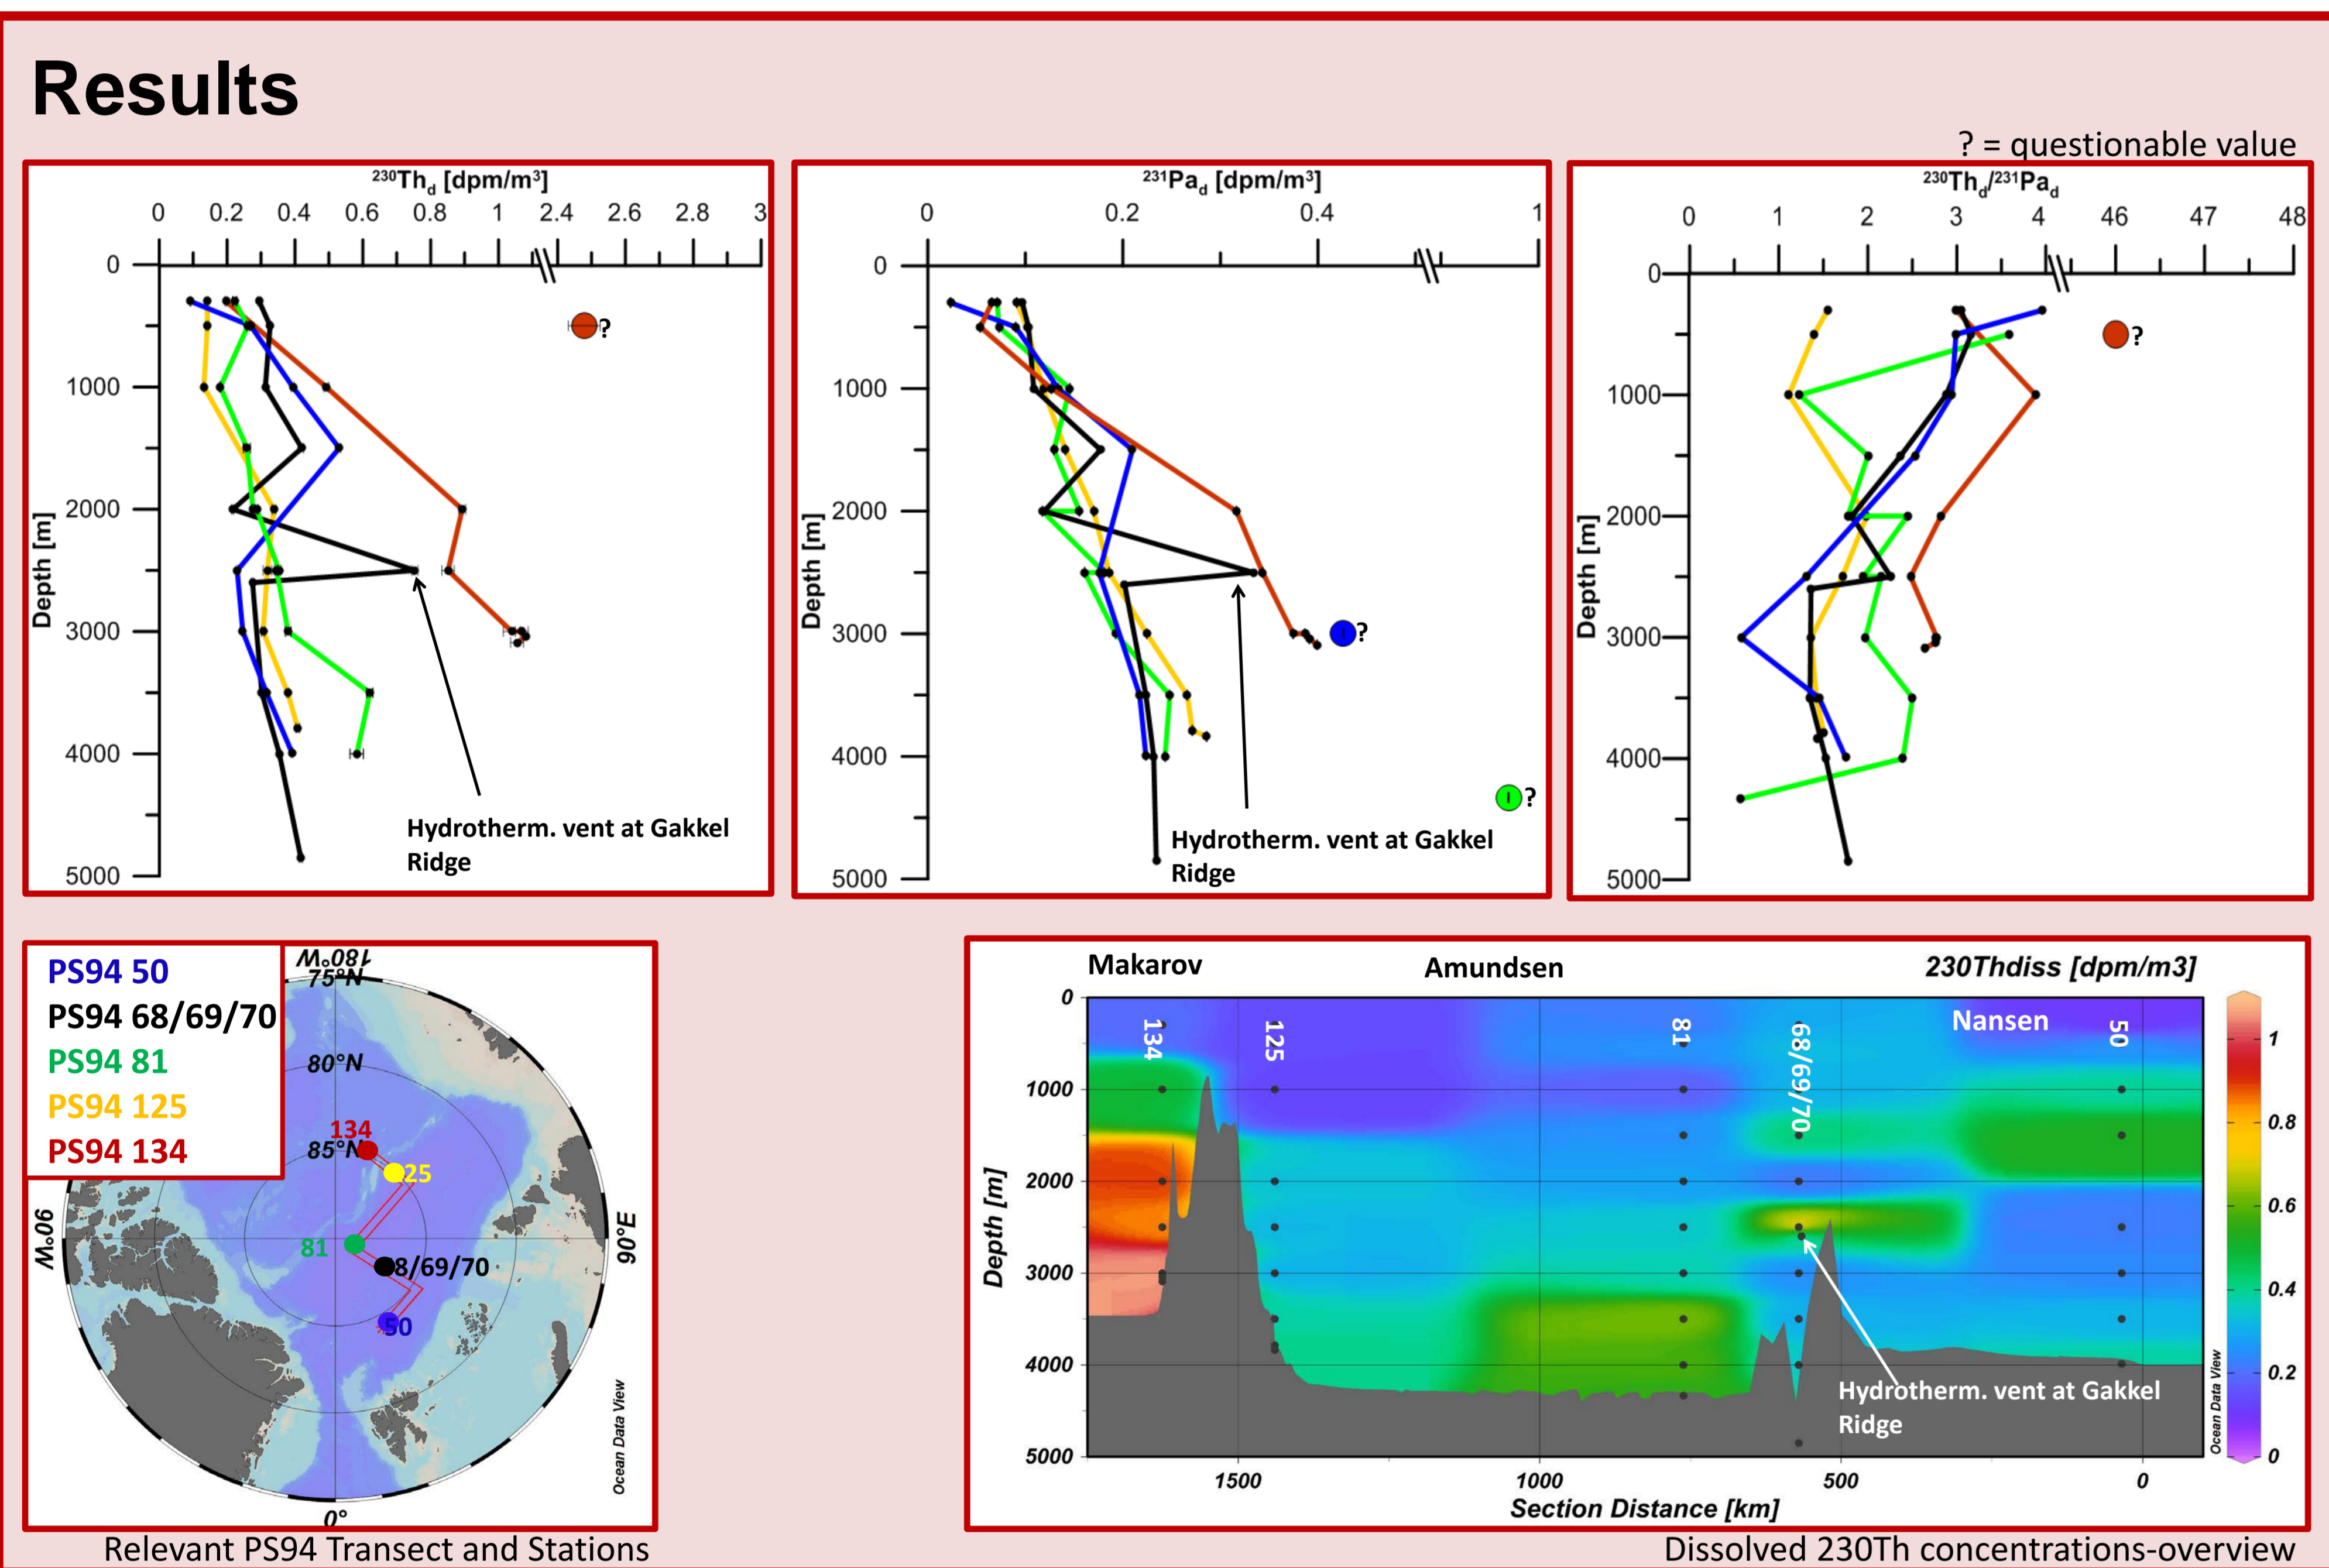 Results
? = questionable value
230Thd [dpm/m3]
0 0.2 0.4 0.6 0.8 1 2.4 2.6 2.8 3
0
1000
2000
3000
4000
5000
Depth [m]
?
Hydrotherm. vent at Gakkel
Ridge
231Pad [dpm/m3]
0 0.2 0.4 1
0
1000
2000
3000
4000
5000
Depth [m]
?
?
Hydrotherm. vent at Gakkel
Ridge
230Thd/231Pad
0 1 2 3 4 46 47 48
0
1000
2000
3000
4000
5000
Depth [m]
?
PS94 50
PS94 68/69/70
PS94 81
PS94 125
PS94 134
180°W
75°N
80°N
134
85°N
25
81
8/69/70
50
90°W
90°E
0°
Ocean Data View
Relevant PS94 Transect and Stations
Makarov Amundsen 230Thdiss [dpm/m3]
Nansen
134
125
81
68/69/70
50
0
1000
2000
3000
4000
5000
Depth [m]
1500 1000 500 0
Section Distance [km]
Hydrotherm. vent at Gakkel
Ridge
1
0.8
0.6
0.4
0.2
0
Ocean Data View
Dissolved 230Th concentrations-overview